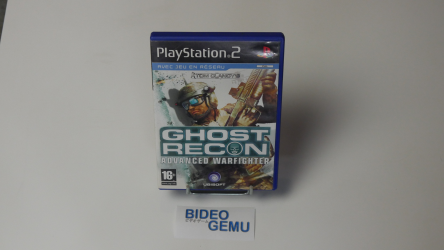 PlayStation 2
AVEC JEU EN RÉSEAU
Tom Clancy's
GHOST
RECON
ADVANCED WARFIGHTER
16+
UBISOFT
BIDEO
GEMU